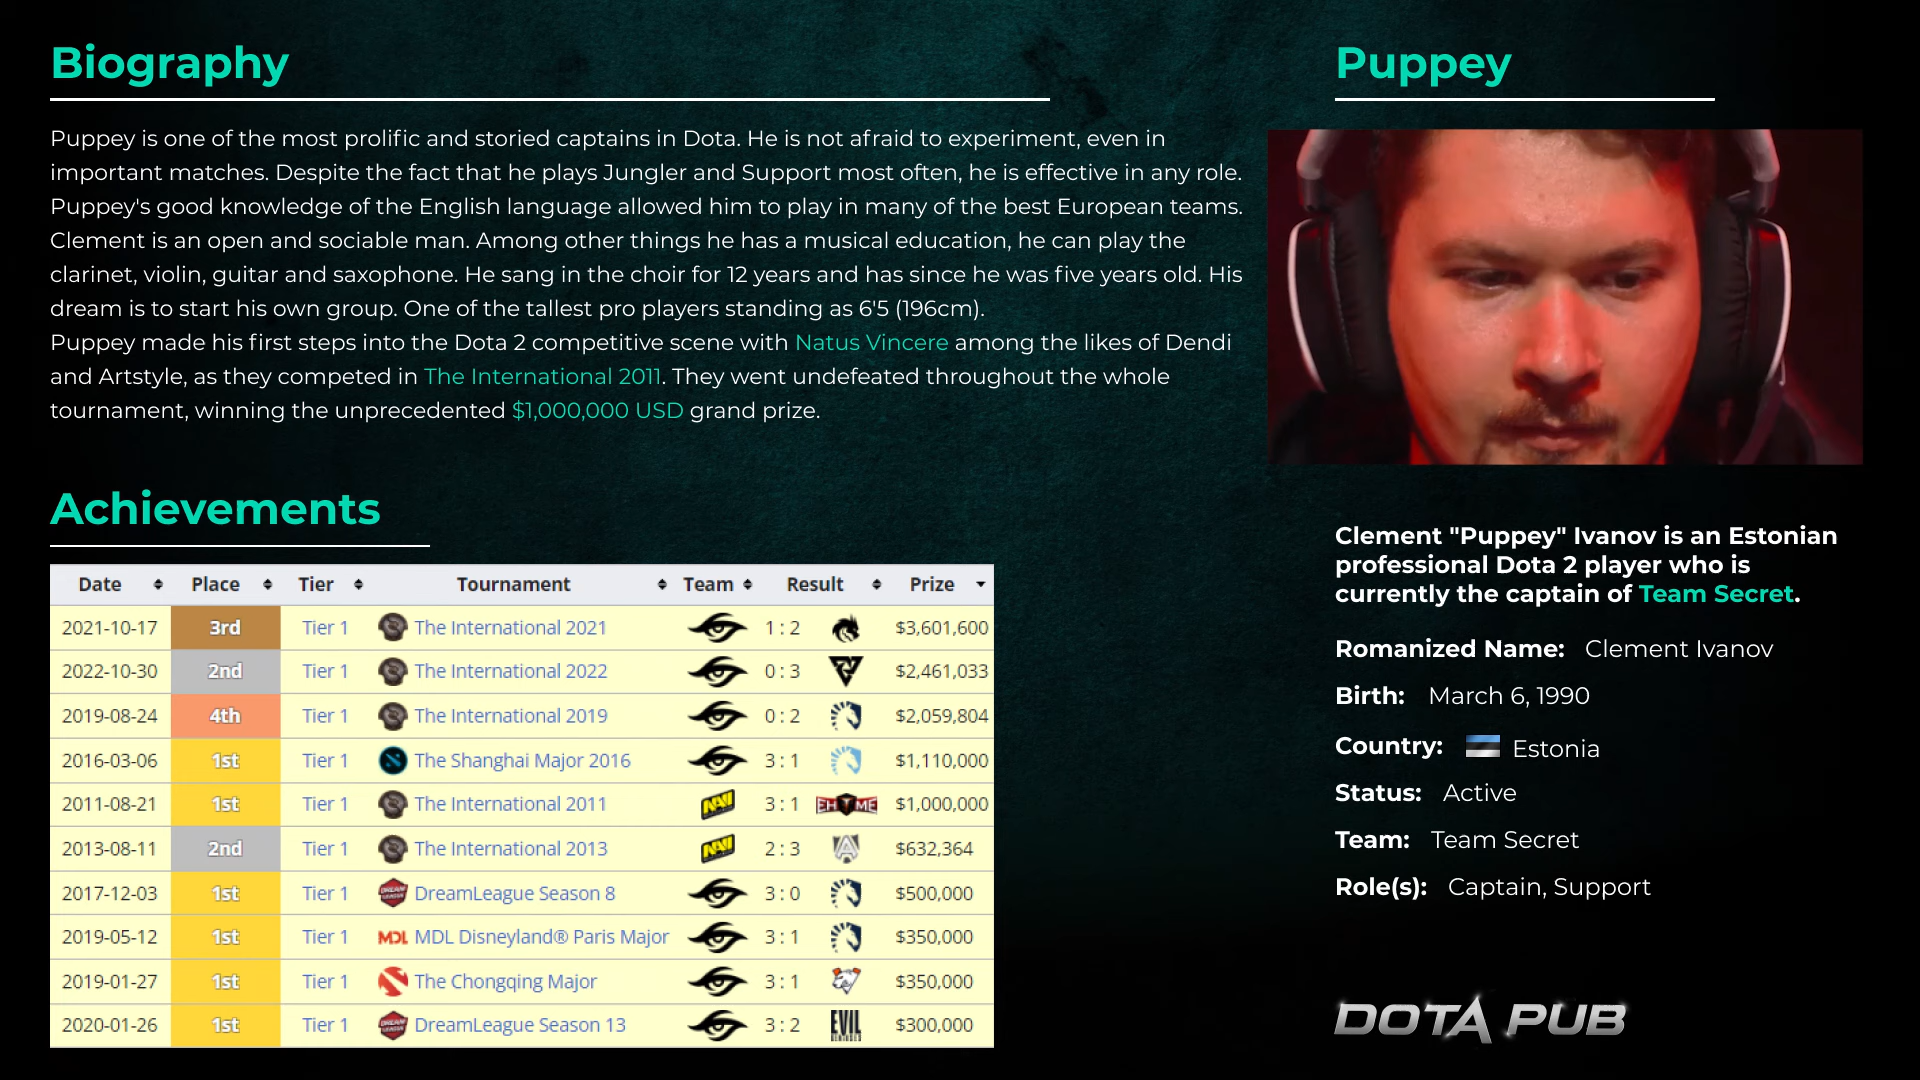 Biography
Puppey is one of the most prolific and storied captains in Dota. He is not afraid to experiment, even in
important matches. Despite the fact that he plays Jungler and Support most often, he is effective in any role.
Puppey's good knowledge of the English language allowed him to play in many of the best European teams.
Clement is an open and sociable man. Among other things he has a musical education, he can play the
clarinet, violin, guitar and saxophone. He sang in the choir for 12 years and has since he was five years old. His
dream is to start his own group. One of the tallest pro players standing as 6'5 (196cm).
Puppey made his first steps into the Dota 2 competitive scene with Natus Vincere among the likes of Dendi
and Artstyle, as they competed in The International 2011. They went undefeated throughout the whole
tournament, winning the unprecedented $1,000,000 USD grand prize.
Achievements
Date Place Tier Tournament Team Result Prize
2021-10-17 3rd Tier 1 The International 2021 1 : 2 $3,601,600
2022-10-30 2nd Tier 1 The International 2022 0 : 3 $2,461,033
2019-08-24 4th Tier 1 The International 2019 0 : 2 $2,059,804
2016-03-06 1st Tier 1 The Shanghai Major 2016 3 : 1 $1,110,000
2011-08-21 1st Tier 1 The International 2011 NAVI 3 : 1 EHOME $1,000,000
2013-08-11 2nd Tier 1 The International 2013 NAVI 2 : 3 $632,364
2017-12-03 1st Tier 1 DreamLeague Season 8 3 : 0 $500,000
2019-05-12 1st Tier 1 MDL MDL Disneyland® Paris Major 3 : 1 $350,000
2019-01-27 1st Tier 1 The Chongqing Major 3 : 1 $350,000
2020-01-26 1st Tier 1 DreamLeague Season 13 3 : 2 EVIL $300,000
Puppey
Clement "Puppey" Ivanov is an Estonian
professional Dota 2 player who is
currently the captain of Team Secret.
Romanized Name: Clement Ivanov
Birth: March 6, 1990
Country: Estonia
Status: Active
Team: Team Secret
Role(s): Captain, Support
DOTA PUB